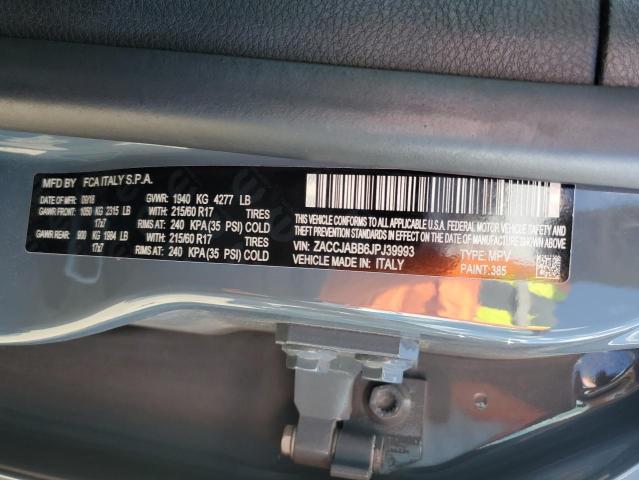 MFD BY FCA ITALY S.P.A.
DATE OF MFR: 09/18 GVWR: 1940 KG 4277 LB
GAWR FRONT: 1050 KG 2315 LB WITH: 215/60 R17 TIRES
17x7 RIMS AT: 240 KPA (35 PSI) COLD
GAWR REAR: 900 KG 1984 LB WITH: 215/60 R17 TIRES
17x7 RIMS AT: 240 KPA (35 PSI) COLD
THIS VEHICLE CONFORMS TO ALL APPLICABLE U.S.A. FEDERAL MOTOR VEHICLE SAFETY, BUMPER, AND
THEFT PREVENTION STANDARDS IN EFFECT ON THE DATE OF MANUFACTURE SHOWN ABOVE.
VIN: ZACCJABB6JPJ39993 TYPE: MPV
VEHICLE MADE IN: ITALY PAINT: 385